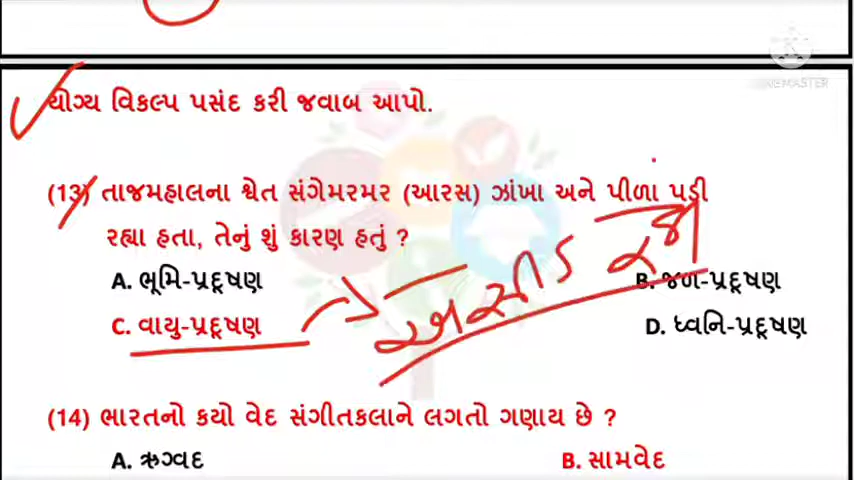 યોગ્ય વિકલ્પ પસંદ કરી જવાબ આપો.
(13) તાજમહાલના શ્વેત સંગેમરમર (આરસ) ઝાંખા અને પીળા પડી
રહ્યા હતા, તેનું શું કારણ હતું ?
A. ભૂમિ-પ્રદૂષણ B. જળ-પ્રદૂષણ
C. વાયુ-પ્રદૂષણ D. ધ્વનિ-પ્રદૂષણ
(14) ભારતનો કયો વેદ સંગીતકલાને લગતો ગણાય છે ?
A. ઋગ્વદ B. સામવેદ